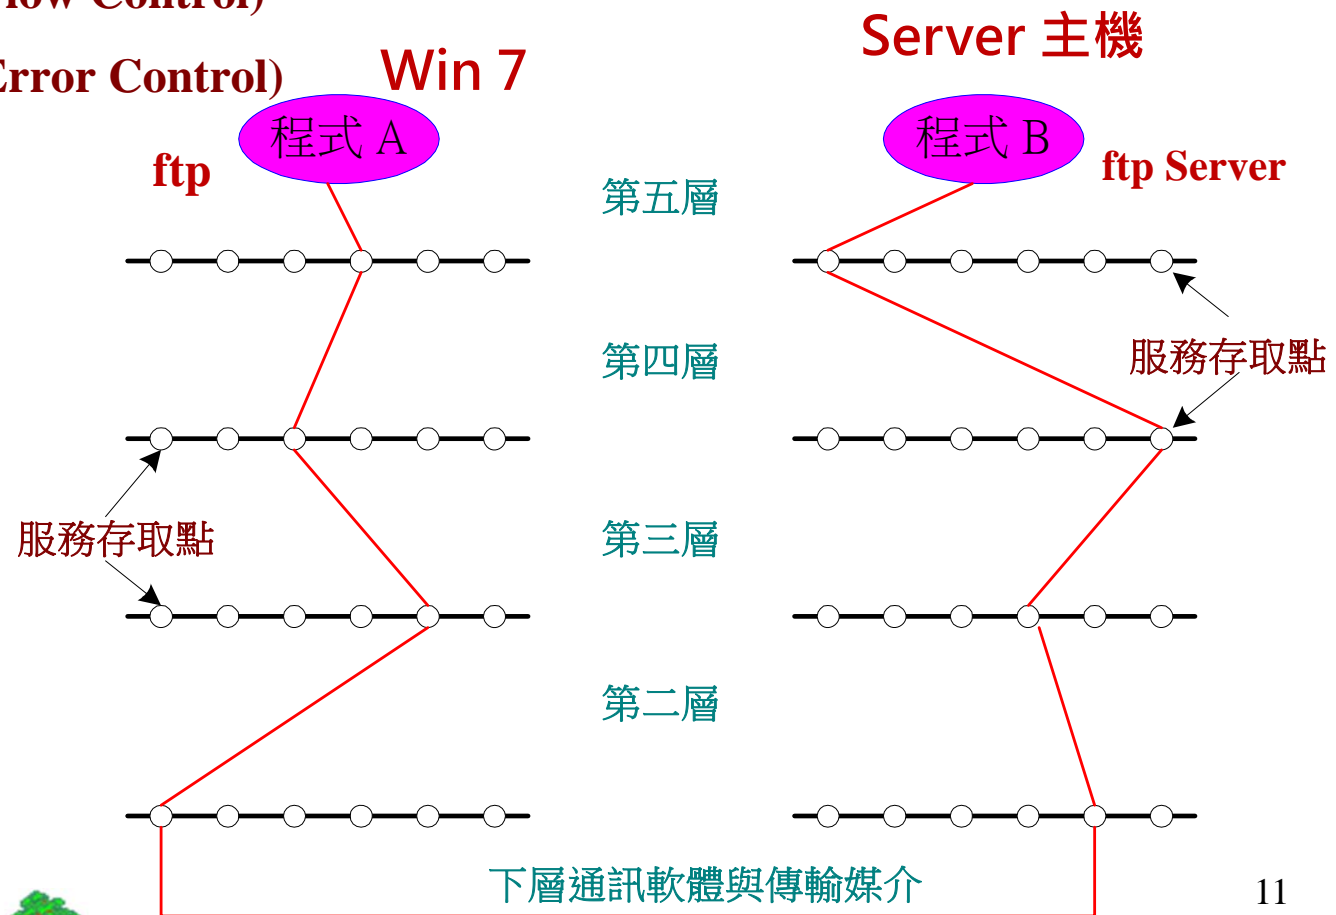 Flow Control)
Error Control)
Win 7
Server 主機
程式 A
程式 B
ftp
ftp Server
第五層
第四層
服務存取點
服務存取點
第三層
第二層
下層通訊軟體與傳輸媒介
11